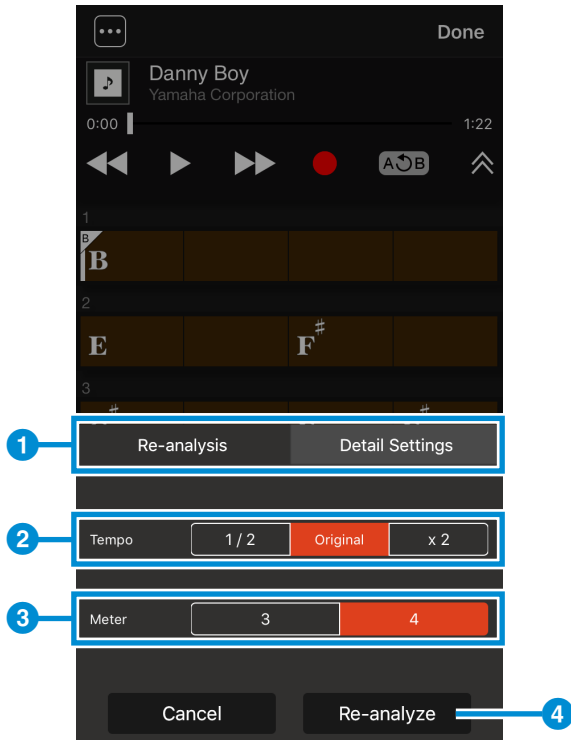 Done
Danny Boy
Yamaha Corporation
0:00 1:22
A B
1
B
B
2
E F♯
3
1 Re-analysis Detail Settings
2 Tempo 1 / 2 Original x 2
3 Meter 3 4
Cancel Re-analyze 4